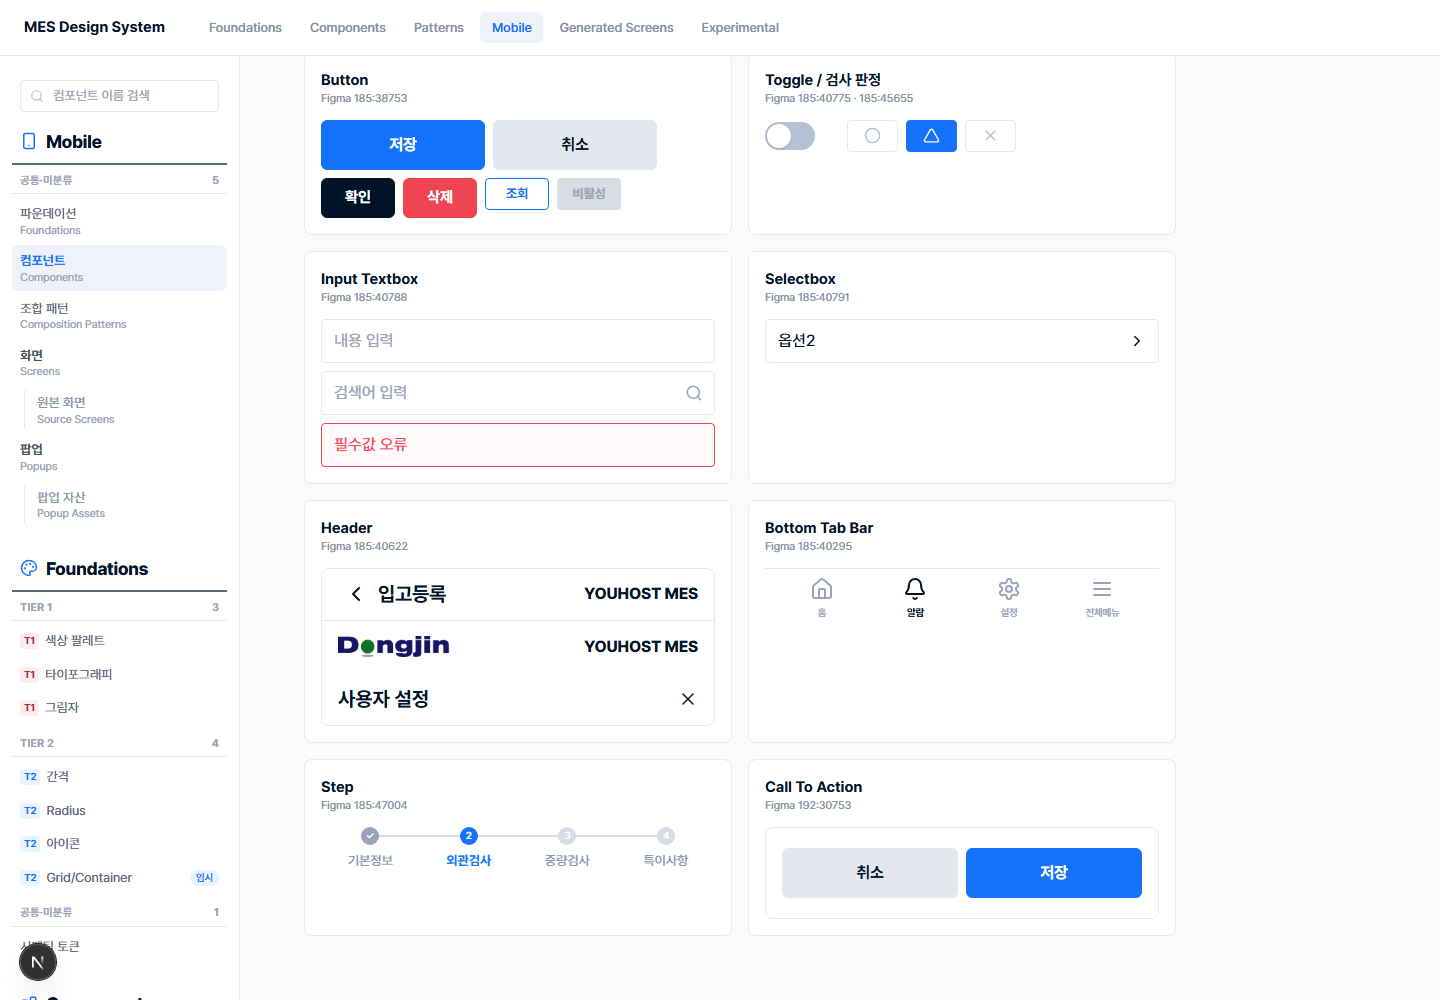 MES Design System
Foundations
Components
Patterns
Mobile
Generated Screens
Experimental
컴포넌트 이름 검색
Mobile
공통·미분류 5
파운데이션
Foundations
컴포넌트
Components
조합 패턴
Composition Patterns
화면
Screens
원본 화면
Source Screens
팝업
Popups
팝업 자산
Popup Assets
Foundations
TIER 1 3
T1 색상 팔레트
T1 타이포그래피
T1 그림자
TIER 2 4
T2 간격
T2 Radius
T2 아이콘
T2 Grid/Container 임시
공통·미분류 1
토큰
N
Button
Figma 185:38753
저장
취소
확인
삭제
조회
비활성
Toggle / 검사 판정
Figma 185:40775 · 185:45655
Input Textbox
Figma 185:40788
내용 입력
검색어 입력
필수값 오류
Selectbox
Figma 185:40791
옵션2
Header
Figma 185:40622
입고등록
YOUHOST MES
Dongjin
YOUHOST MES
사용자 설정
Bottom Tab Bar
Figma 185:40295
홈
알람
설정
전체메뉴
Step
Figma 185:47004
2
3
4
기본정보
외관검사
중량검사
특이사항
Call To Action
Figma 192:30753
취소
저장